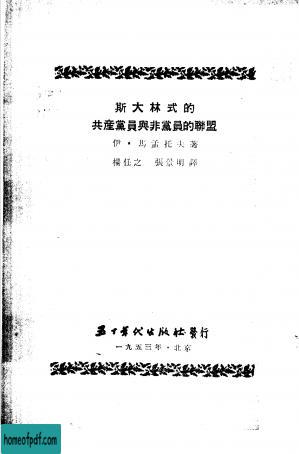 斯大林式的
共產黨員與非黨員的聯盟
伊·馬孟托夫著
楊任之 張景明譯
五十年代出版社發行
一九五三年·北京
homeofpdf.com